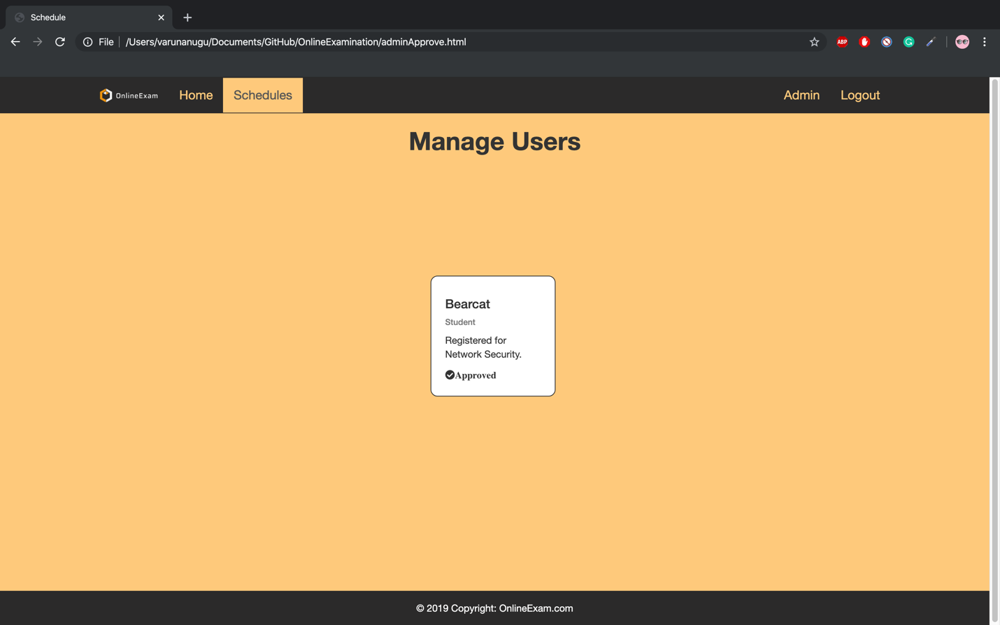 Schedule
File /Users/varunanugu/Documents/GitHub/OnlineExamination/adminApprove.html
ABP
OnlineExam Home Schedules Admin Logout
Manage Users
Bearcat
Student
Registered for
Network Security.
Approved
© 2019 Copyright: OnlineExam.com